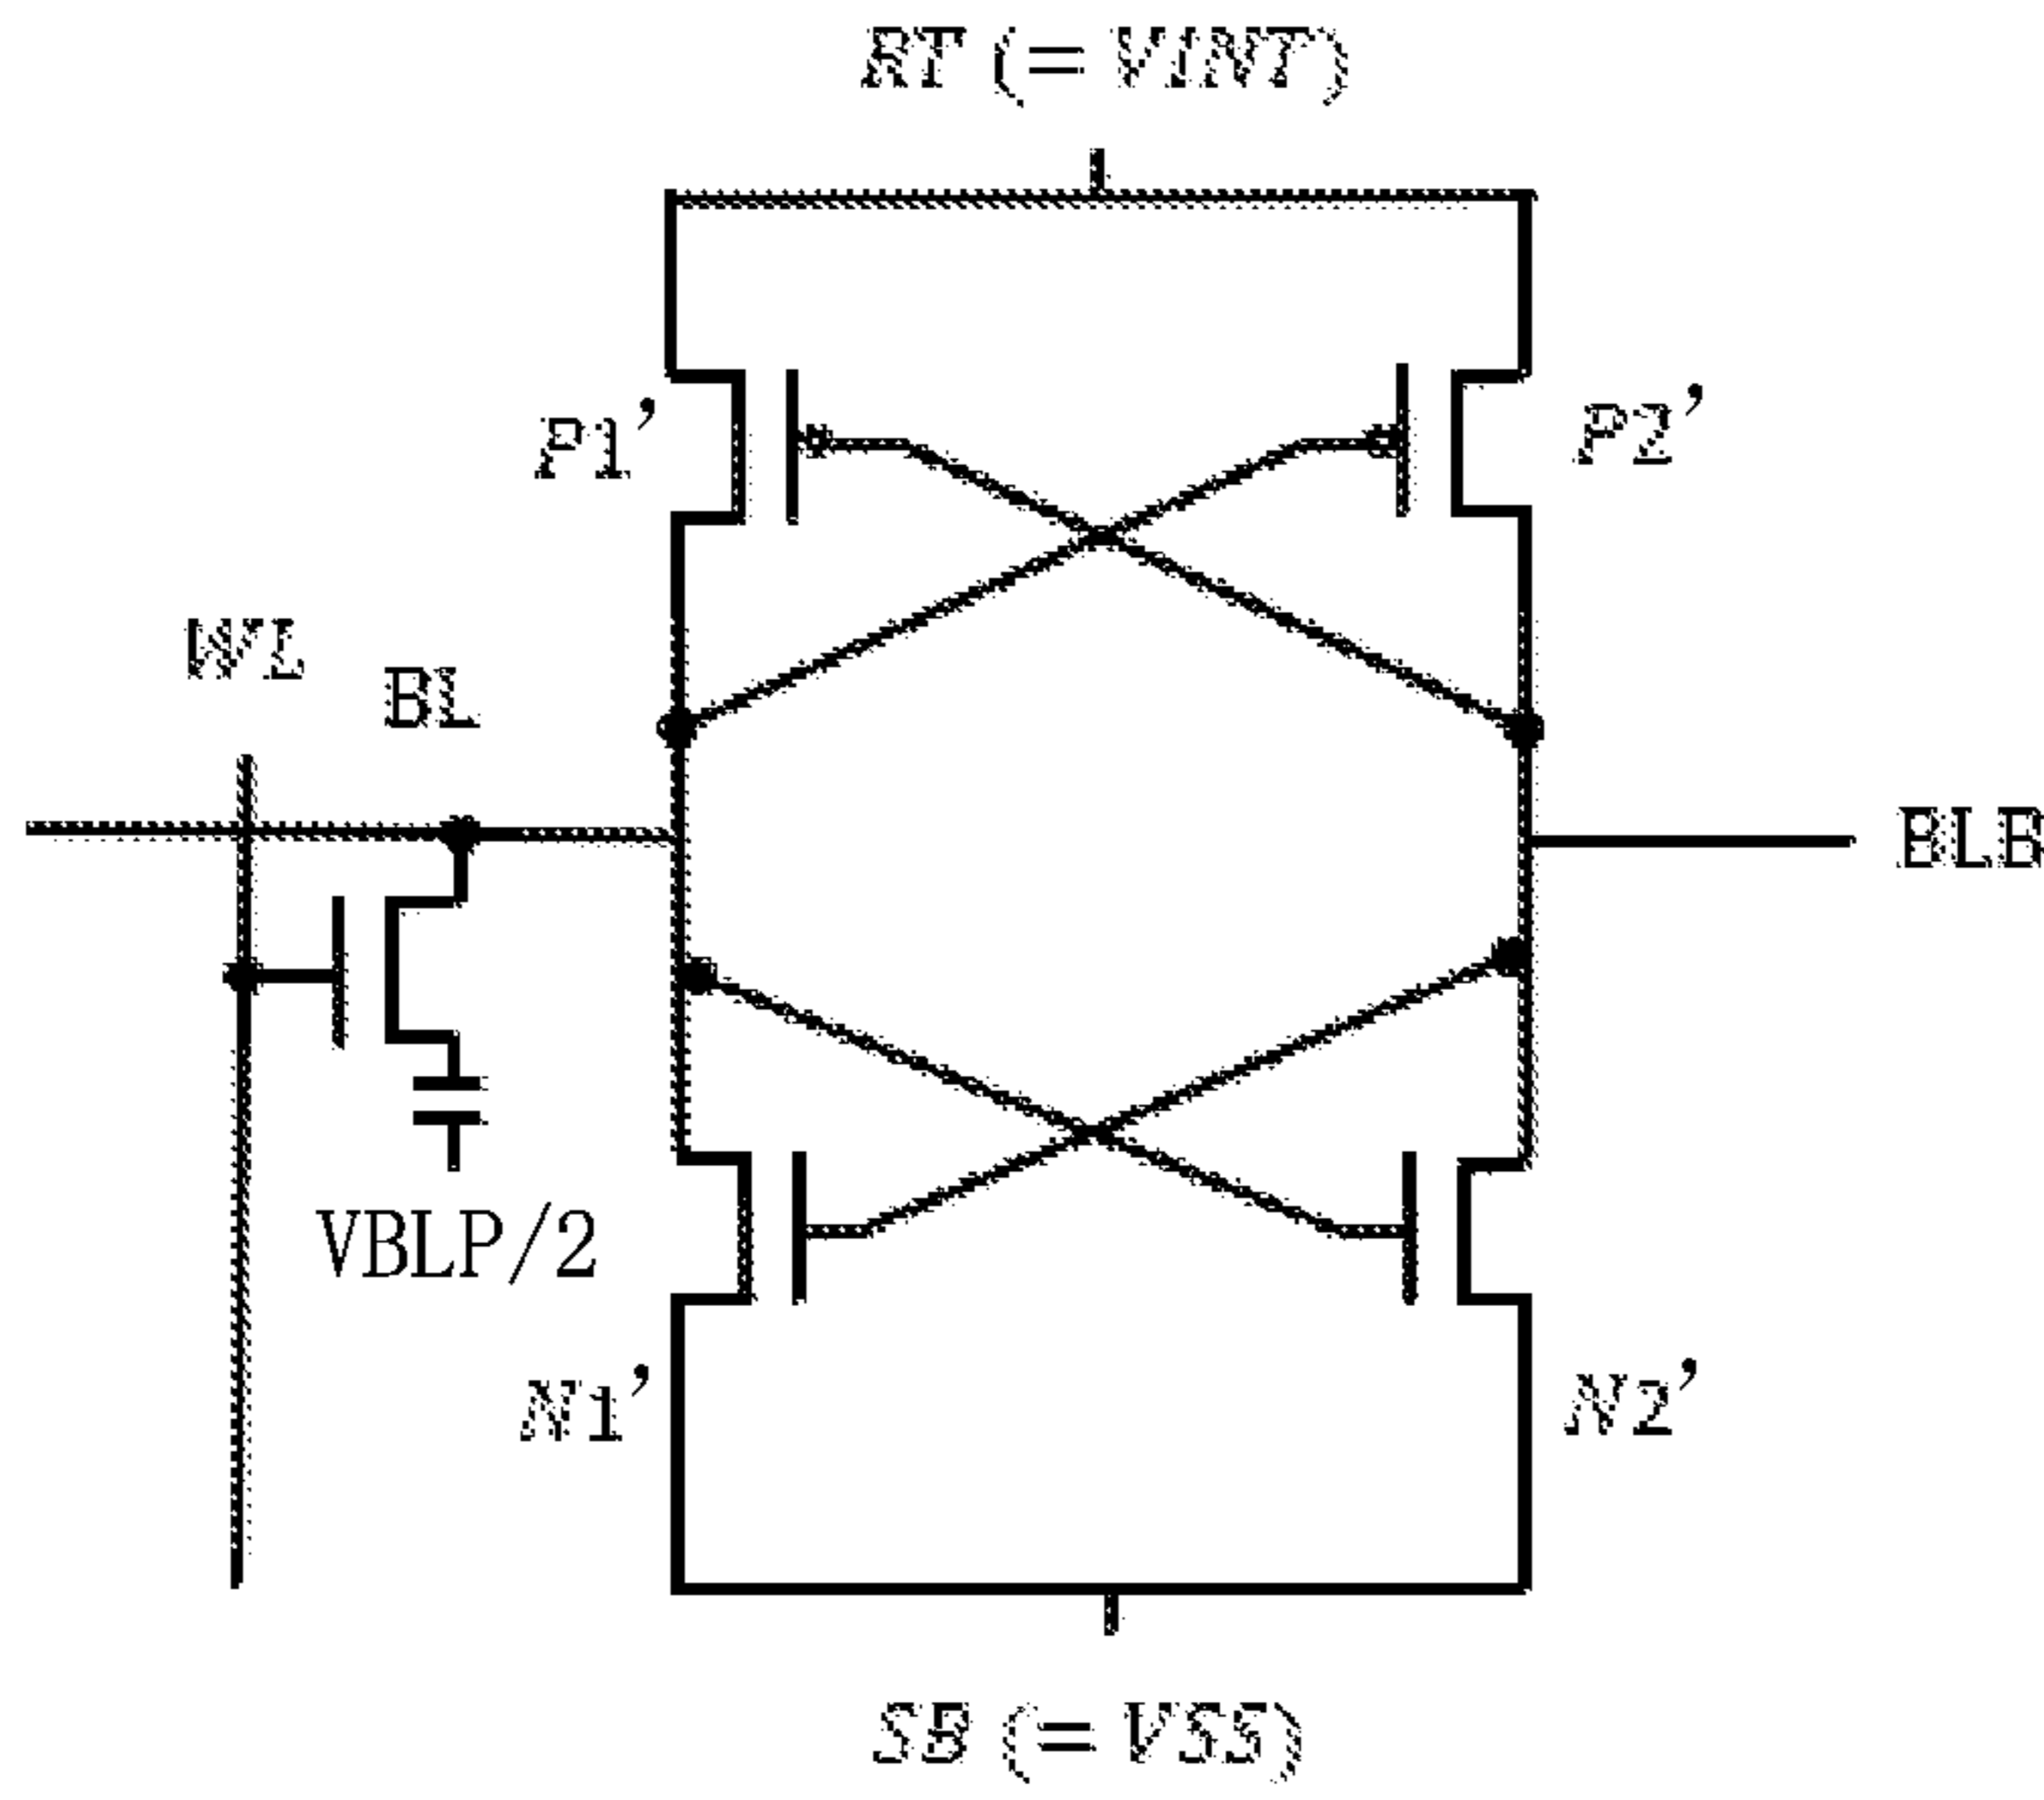 RT (= VINT)
P1'
P2'
WL
BL
BLB
VBLP/2
N1'
N2'
SB (= VSS)